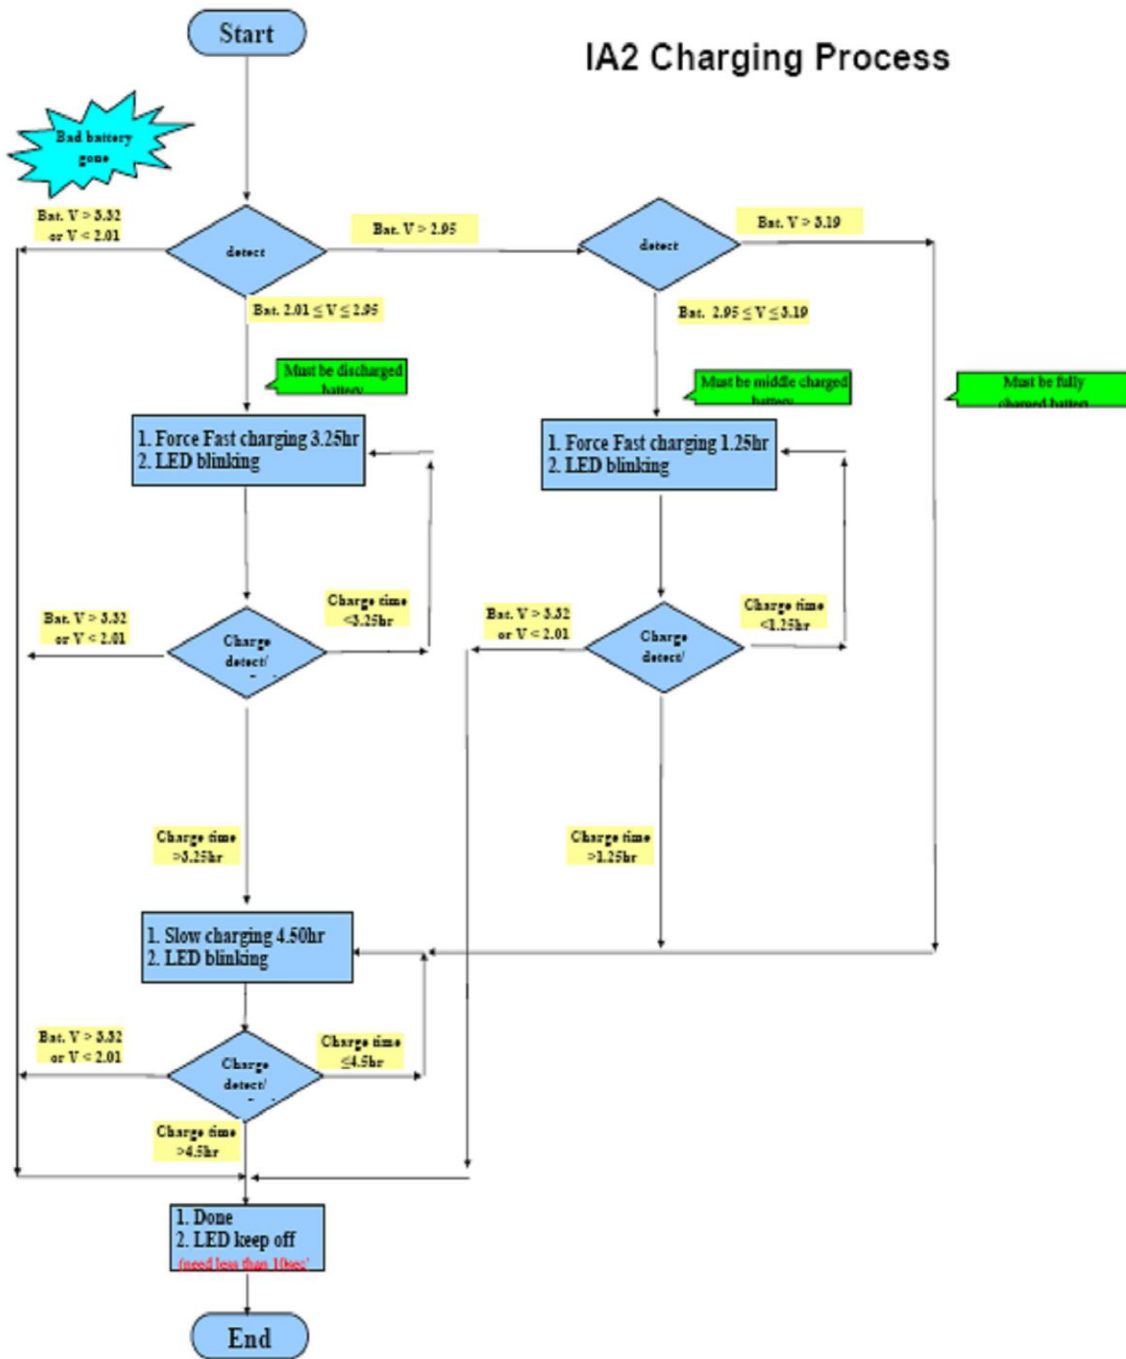 Start
IA2 Charging Process
Bad battery
gone
Bat. V > 3.32
or V < 2.01
detect
Bat. V > 2.95
detect
Bat. V > 3.19
Bat. 2.01 ≤ V ≤ 2.95
Bat. 2.95 ≤ V ≤ 3.19
Must be discharged
battery
Must be middle charged
battery
Must be fully
charged battery
1. Force Fast charging 3.25hr
2. LED blinking
1. Force Fast charging 1.25hr
2. LED blinking
Bat. V > 3.32
or V < 2.01
Charge
detect/
Charge time
<3.25hr
Bat. V > 3.32
or V < 2.01
Charge
detect/
Charge time
<1.25hr
Charge time
>3.25hr
Charge time
>1.25hr
1. Slow charging 4.50hr
2. LED blinking
Bat. V > 3.32
or V < 2.01
Charge
detect/
Charge time
≤4.5hr
Charge time
>4.5hr
1. Done
2. LED keep off
(need less than 10sec
End